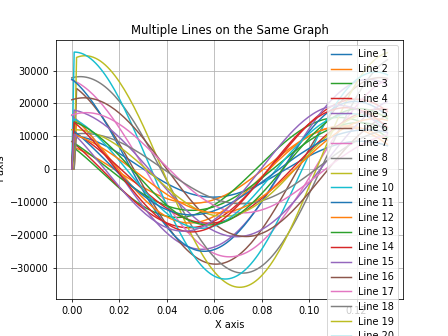 Multiple Lines on the Same Graph
30000
20000
10000
0
−10000
−20000
−30000
0.00
0.02
0.04
0.06
0.08
0.10
X axis
Line 1
Line 2
Line 3
Line 4
Line 5
Line 6
Line 7
Line 8
Line 9
Line 10
Line 11
Line 12
Line 13
Line 14
Line 15
Line 16
Line 17
Line 18
Line 19
Line 20